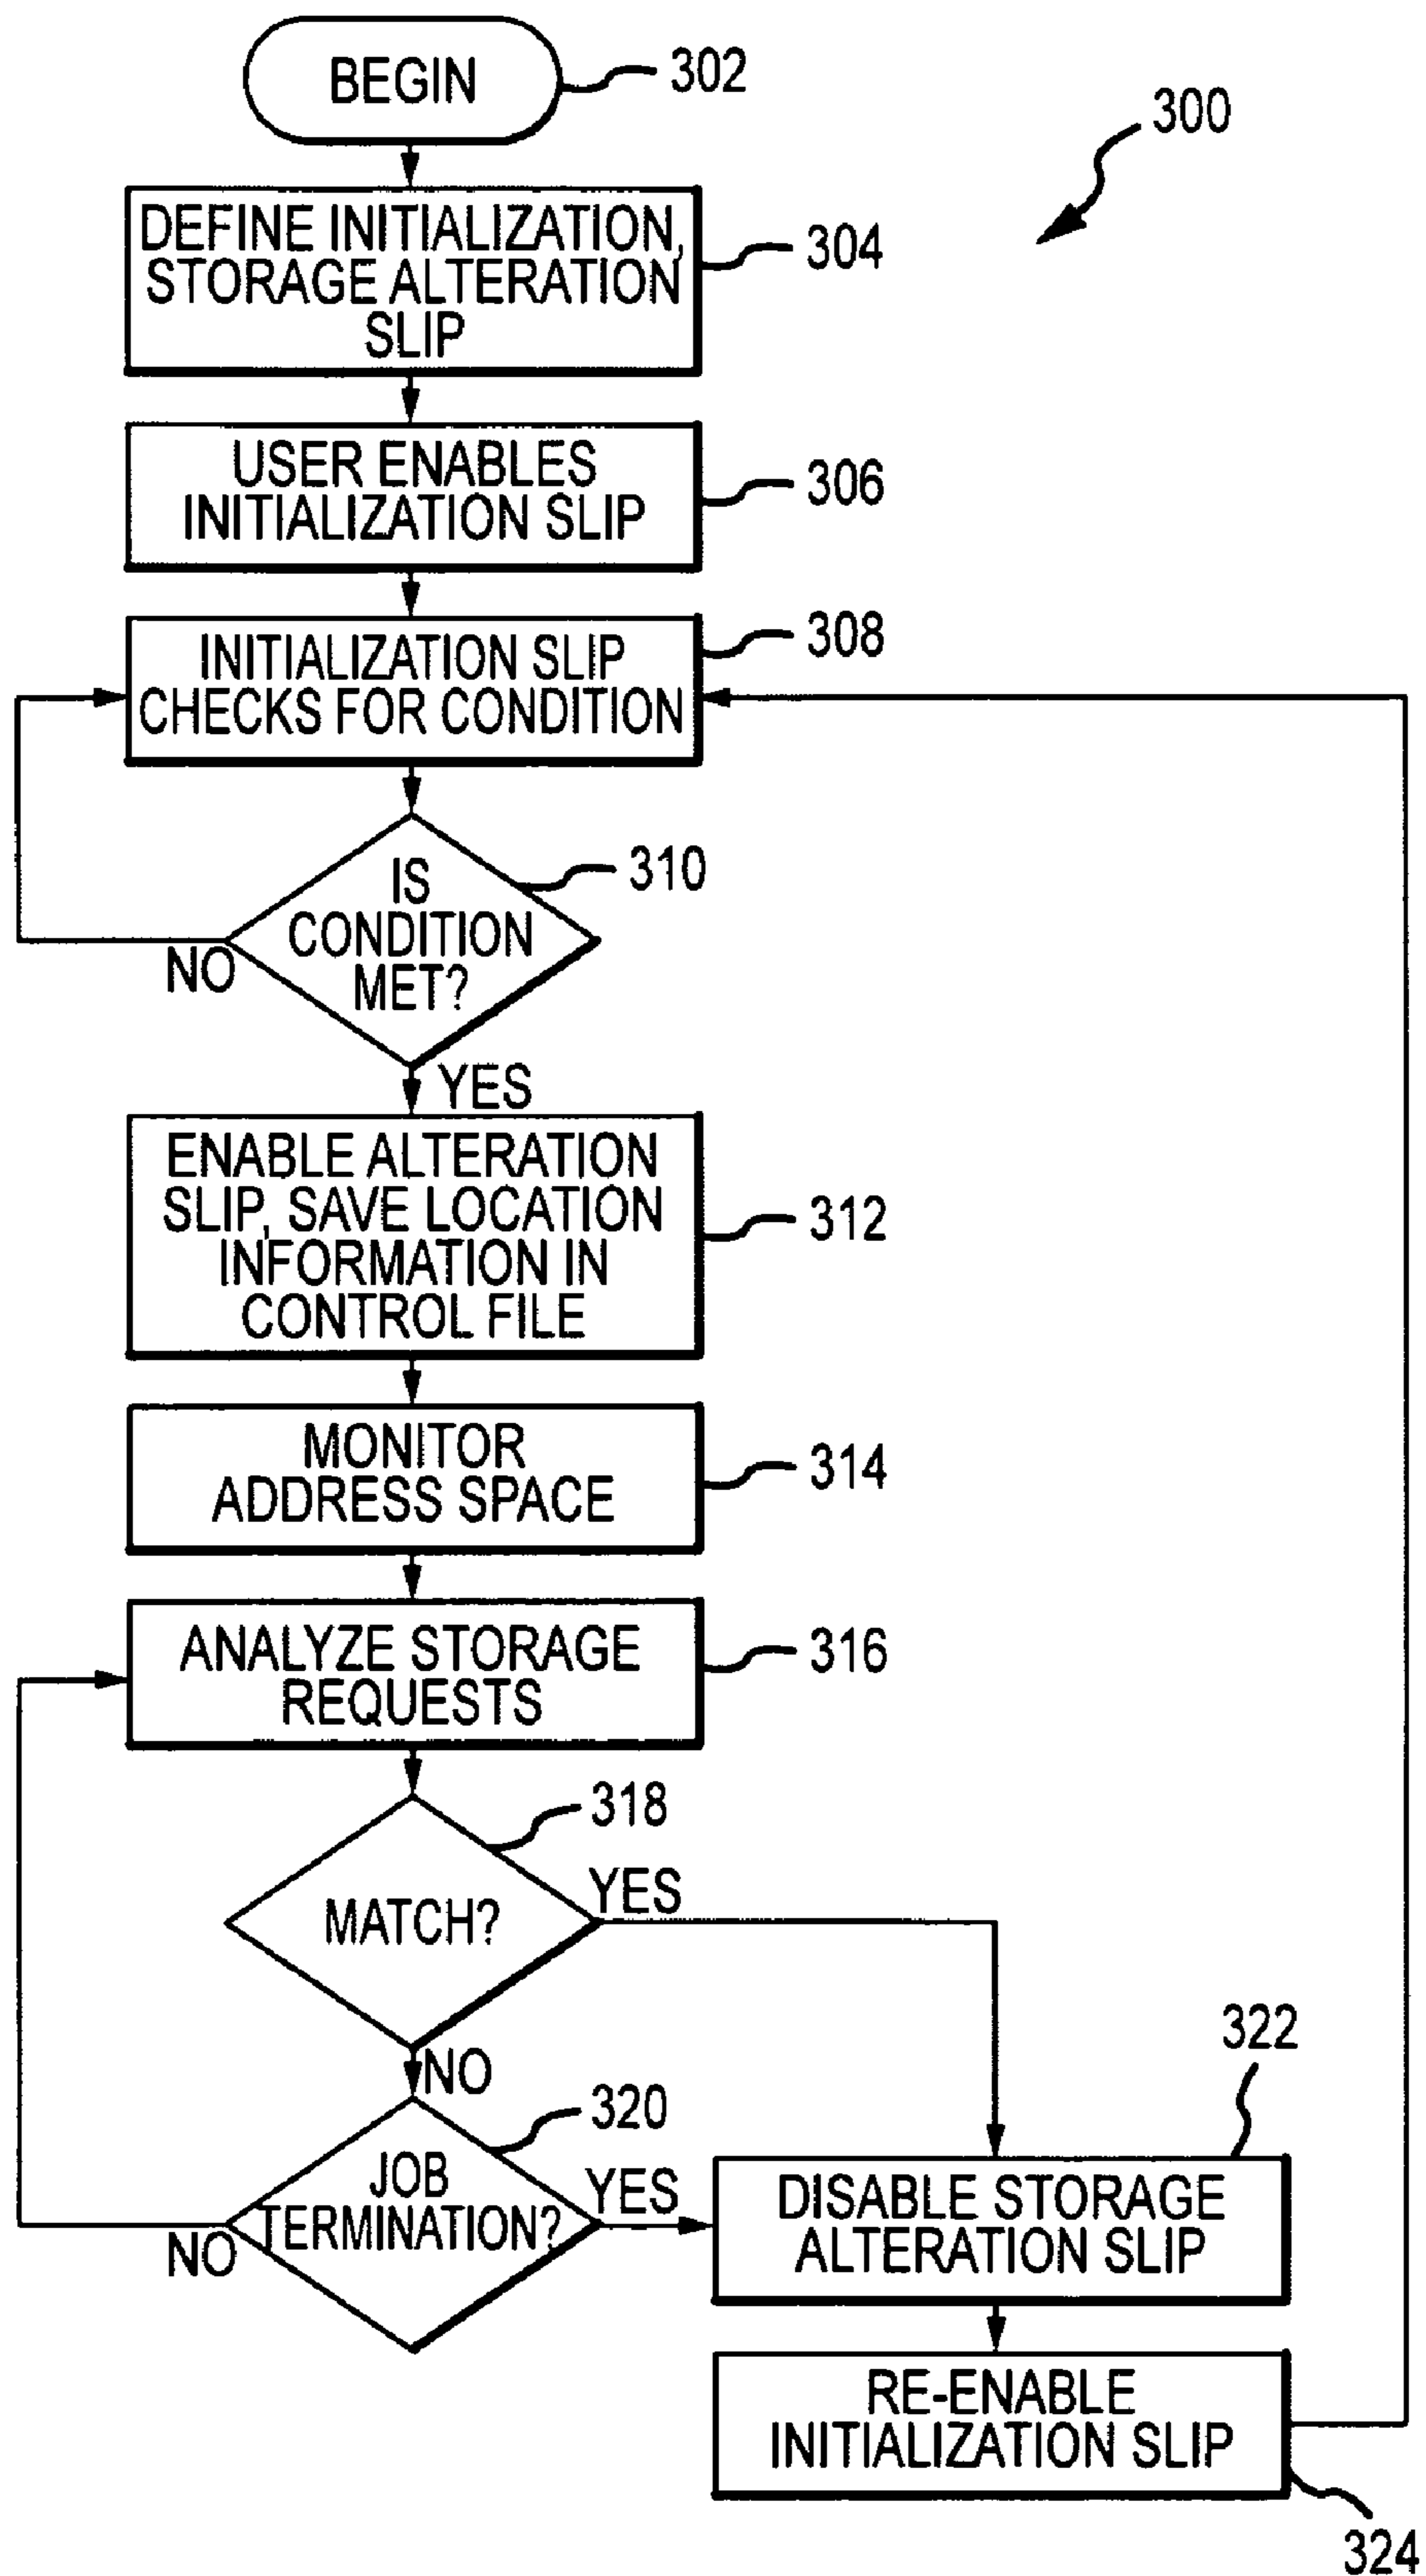 BEGIN
302
300
DEFINE INITIALIZATION,
STORAGE ALTERATION
SLIP
304
USER ENABLES
INITIALIZATION SLIP
306
INITIALIZATION SLIP
CHECKS FOR CONDITION
308
IS
CONDITION
MET?
310
NO
YES
ENABLE ALTERATION
SLIP, SAVE LOCATION
INFORMATION IN
CONTROL FILE
312
MONITOR
ADDRESS SPACE
314
ANALYZE STORAGE
REQUESTS
316
MATCH?
318
YES
NO
JOB
TERMINATION?
320
YES
NO
DISABLE STORAGE
ALTERATION SLIP
322
RE-ENABLE
INITIALIZATION SLIP
324